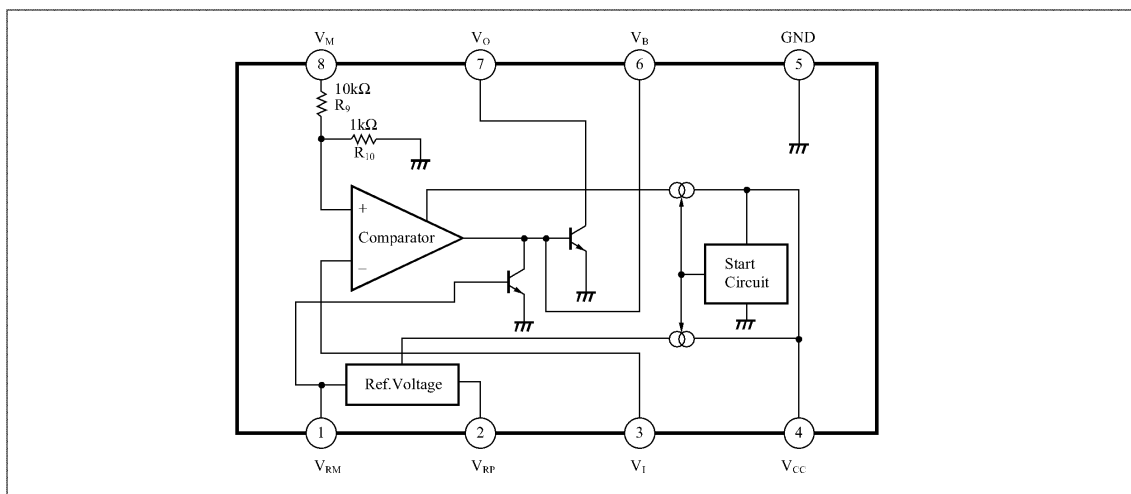 V_M V_O V_B GND
8 7 6 5
10kΩ
R_9
1kΩ
R_10
+
Comparator
−
Start
Circuit
Ref.Voltage
1 2 3 4
V_RM V_RP V_I V_CC